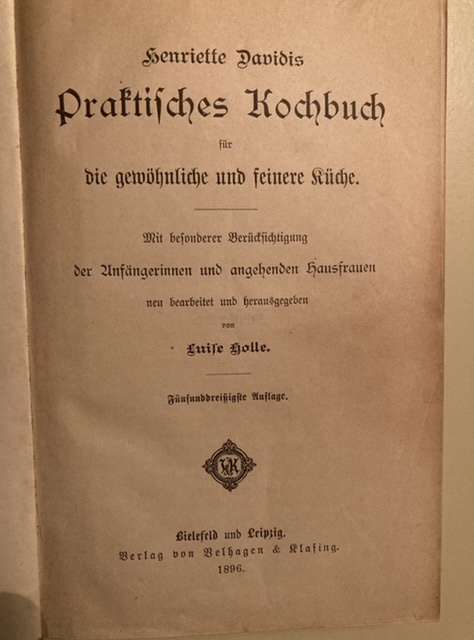 Henriette Davidis
Praktisches Kochbuch
für
die gewöhnliche und feinere Küche.
Mit besonderer Berücksichtigung
der Anfängerinnen und angehenden Hausfrauen
neu bearbeitet und herausgegeben
von
Luise Holle.
Fünfunddreißigste Auflage.
VK
Bielefeld und Leipzig.
Verlag von Velhagen & Klasing.
1896.